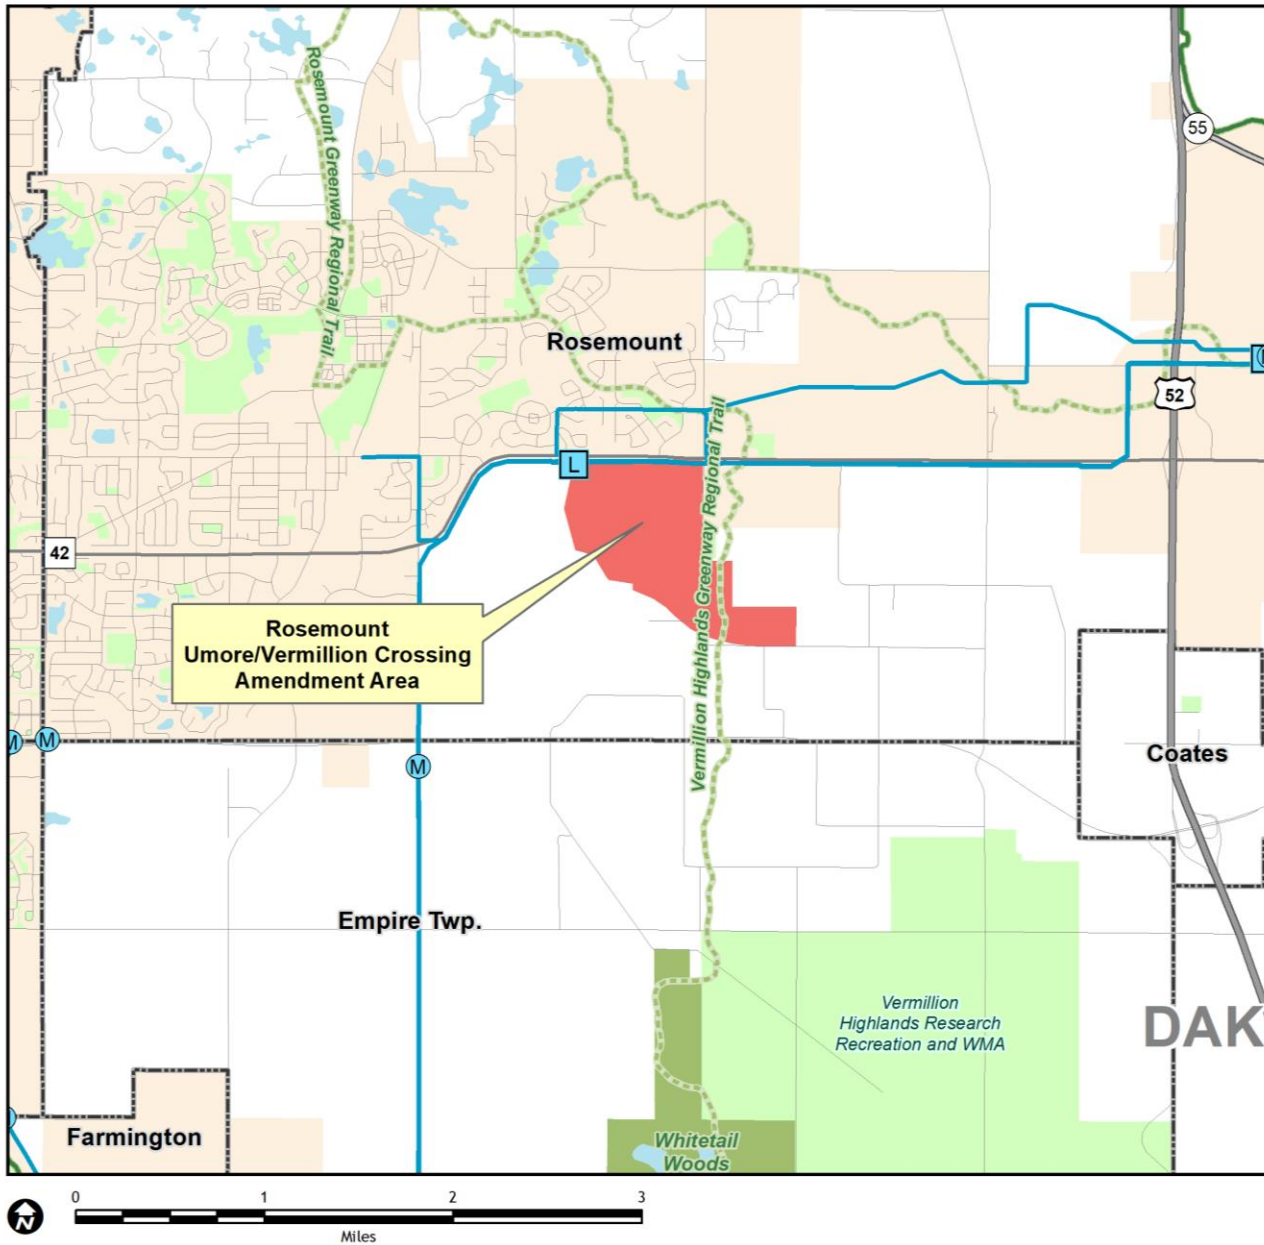 Rosemount Greenway Regional Trail
55
Rosemount
52
L
42
Vermillion Highlands Greenway Regional Trail
Rosemount
Umore/Vermillion Crossing
Amendment Area
M
M
M
Coates
Empire Twp.
Vermillion
Highlands Research
Recreation and WMA
DAK
Farmington
Whitetail
Woods
N
0 1 2 3
Miles